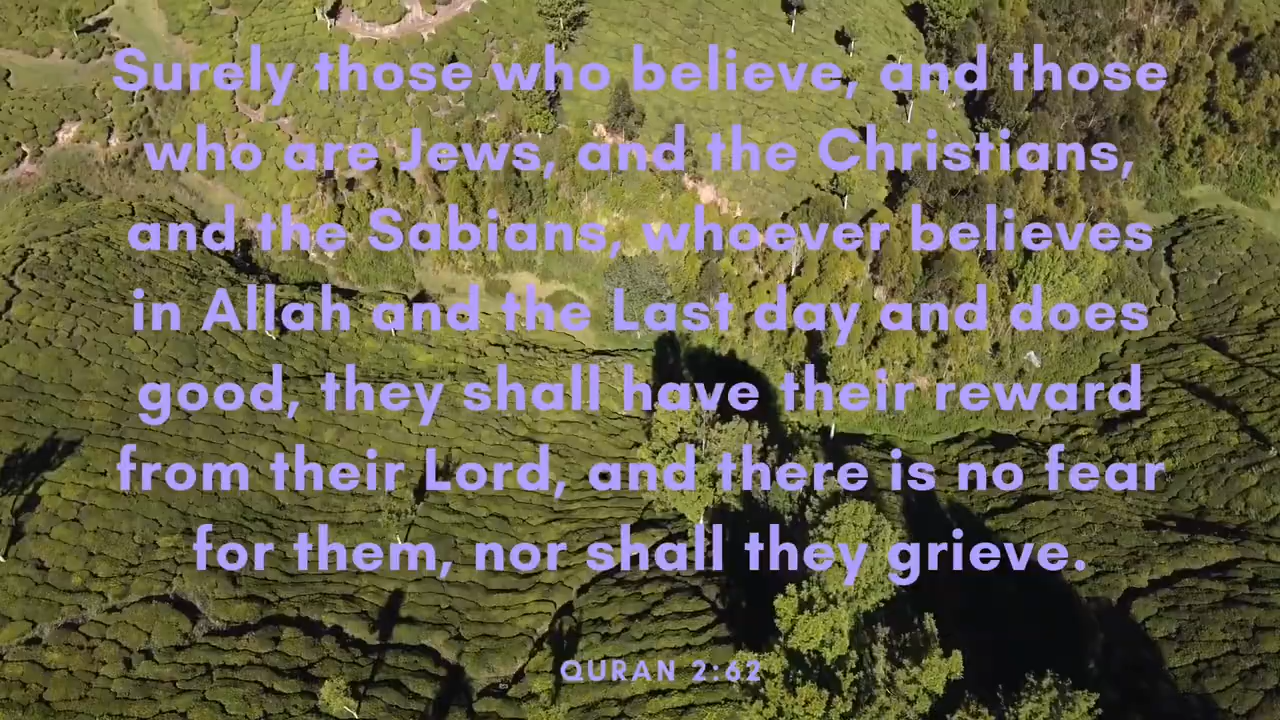 Surely those who believe, and those
who are Jews, and the Christians,
and the Sabians, whoever believes
in Allah and the Last day and does
good, they shall have their reward
from their Lord, and there is no fear
for them, nor shall they grieve.
QURAN 2:62